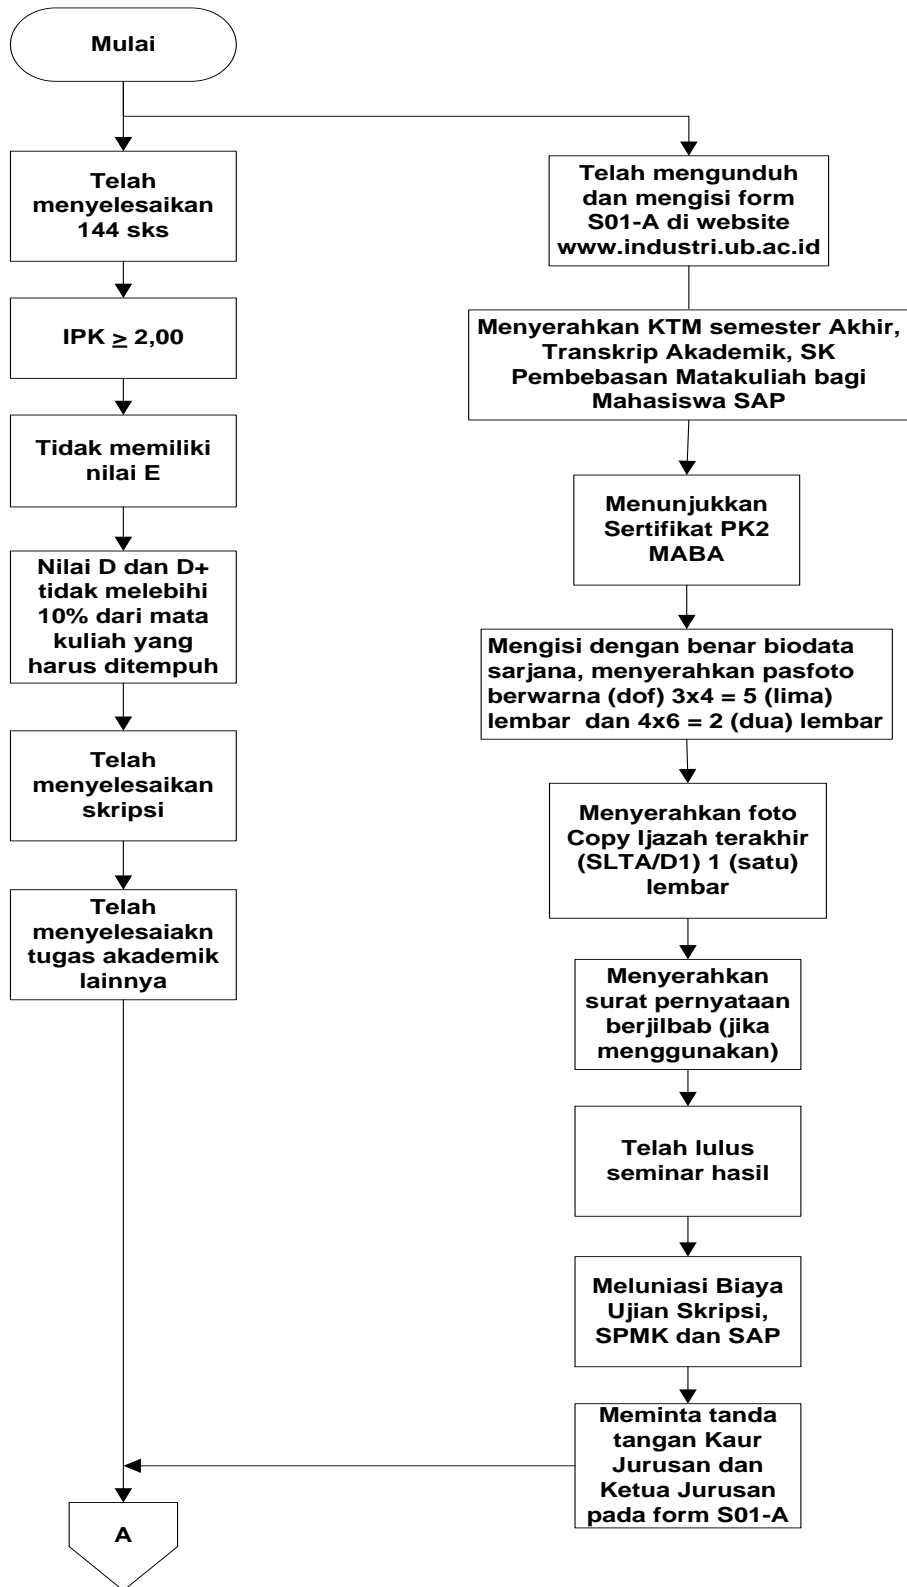 Mulai
Telah
menyelesaikan
144 sks
IPK ≥ 2,00
Tidak memiliki
nilai E
Nilai D dan D+
tidak melebihi
10% dari mata
kuliah yang
harus ditempuh
Telah
menyelesaikan
skripsi
Telah
menyelesaiakn
tugas akademik
lainnya
Telah mengunduh
dan mengisi form
S01-A di website
www.industri.ub.ac.id
Menyerahkan KTM semester Akhir,
Transkrip Akademik, SK
Pembebasan Matakuliah bagi
Mahasiswa SAP
Menunjukkan
Sertifikat PK2
MABA
Mengisi dengan benar biodata
sarjana, menyerahkan pasfoto
berwarna (dof) 3x4 = 5 (lima)
lembar  dan 4x6 = 2 (dua) lembar
Menyerahkan foto
Copy Ijazah terakhir
(SLTA/D1) 1 (satu)
lembar
Menyerahkan
surat pernyataan
berjilbab (jika
menggunakan)
Telah lulus
seminar hasil
Meluniasi Biaya
Ujian Skripsi,
SPMK dan SAP
Meminta tanda
tangan Kaur
Jurusan dan
Ketua Jurusan
pada form S01-A
A